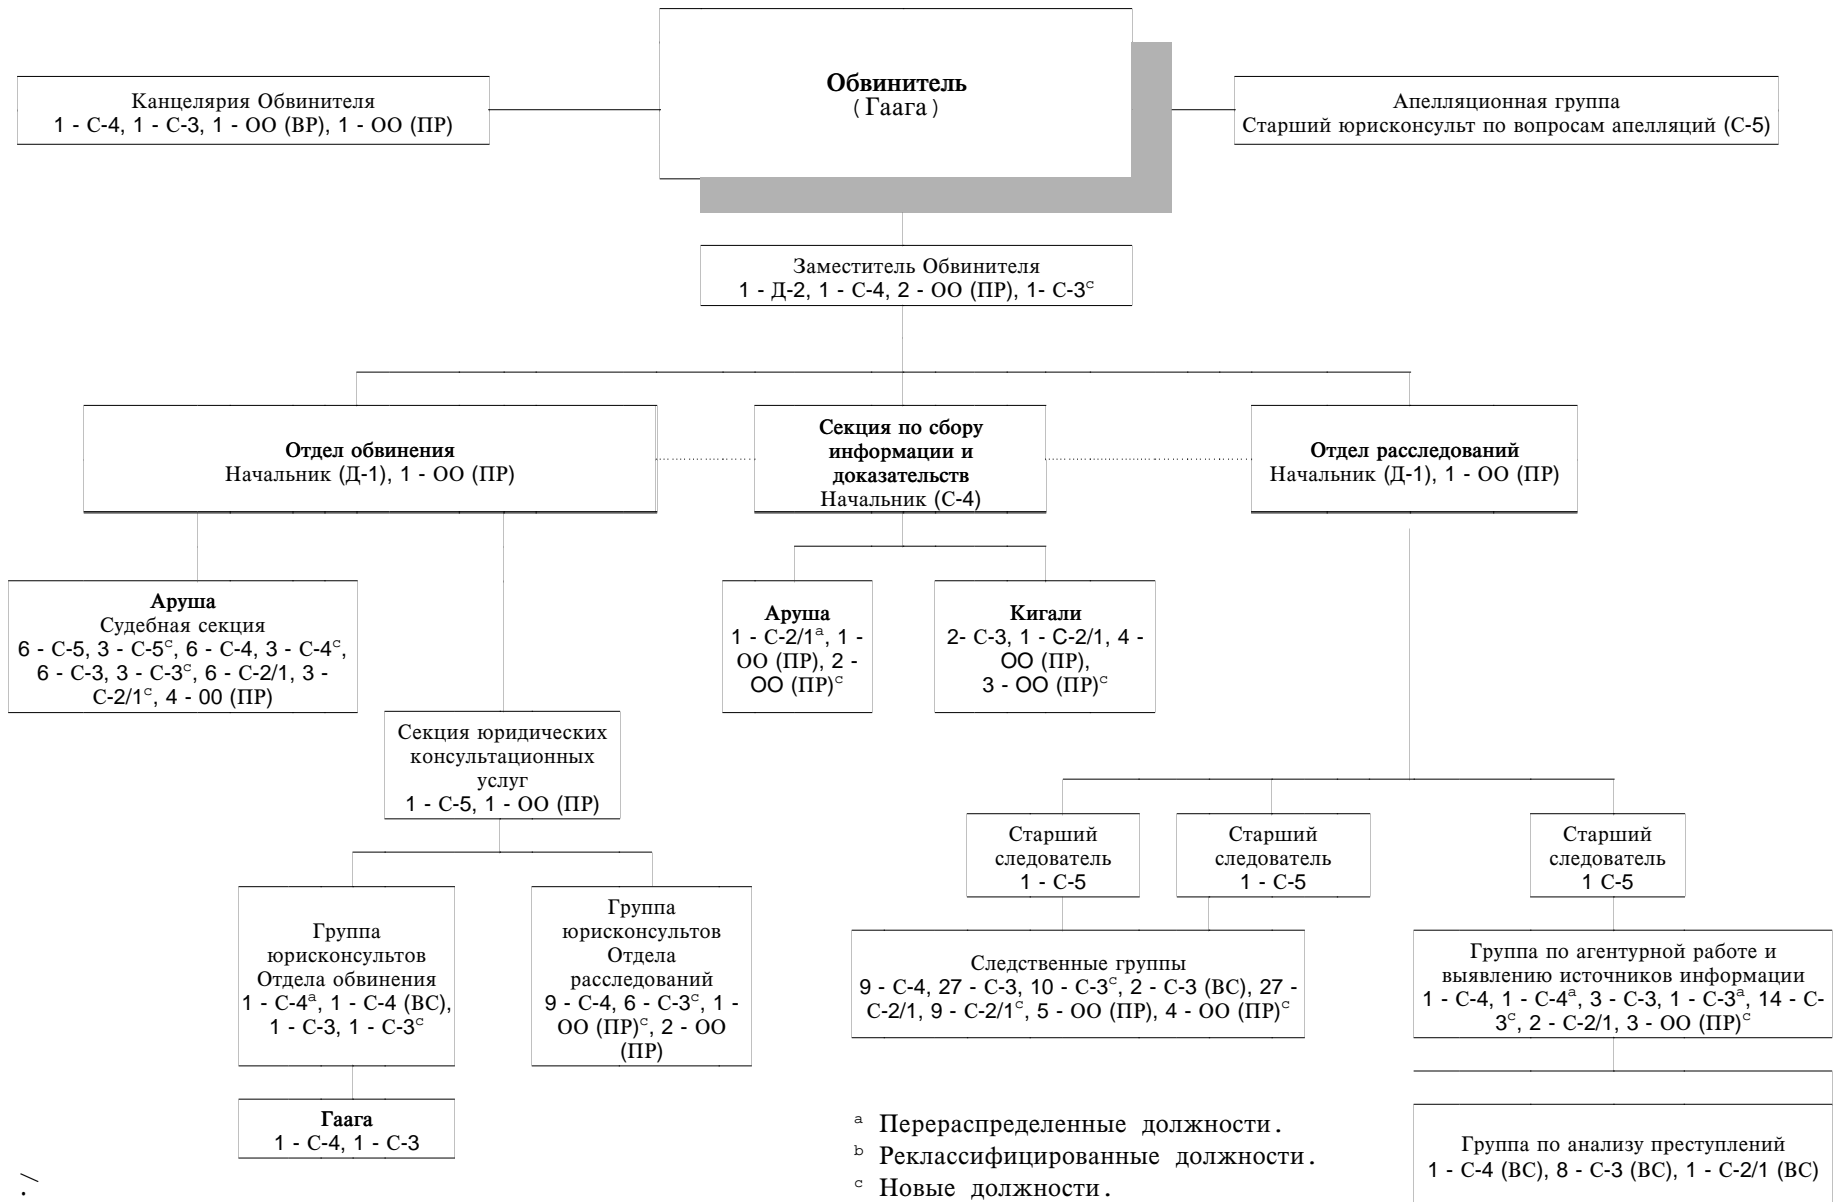 Обвинитель
(Гаага)
Канцелярия Обвинителя
1 - С-4, 1 - С-3, 1 - ОО (ВР), 1 - ОО (ПР)
Апелляционная группа
Старший юрисконсульт по вопросам апелляций (С-5)
Заместитель Обвинителя
1 - Д-2, 1 - С-4, 2 - ОО (ПР), 1- С-3ᶜ
Отдел обвинения
Начальник (Д-1), 1 - ОО (ПР)
Секция по сбору
информации и
доказательств
Начальник (С-4)
Отдел расследований
Начальник (Д-1), 1 - ОО (ПР)
Аруша
Судебная секция
6 - С-5, 3 - С-5ᶜ, 6 - С-4, 3 - С-4ᶜ,
6 - С-3, 3 - С-3ᶜ, 6 - С-2/1, 3 -
С-2/1ᶜ, 4 - 00 (ПР)
Аруша
1 - С-2/1ᵃ, 1 -
ОО (ПР), 2 -
ОО (ПР)ᶜ
Кигали
2- С-3, 1 - С-2/1, 4 -
ОО (ПР),
3 - ОО (ПР)ᶜ
Секция юридических
консультационных
услуг
1 - С-5, 1 - ОО (ПР)
Старший
следователь
1 - С-5
Старший
следователь
1 - С-5
Старший
следователь
1 С-5
Группа
юрисконсультов
Отдела обвинения
1 - С-4ᵃ, 1 - С-4 (ВС),
1 - С-3, 1 - С-3ᶜ
Группа
юрисконсультов
Отдела
расследований
9 - С-4, 6 - С-3ᶜ, 1 -
ОО (ПР)ᶜ, 2 - ОО
(ПР)
Следственные группы
9 - С-4, 27 - С-3, 10 - С-3ᶜ, 2 - С-3 (ВС), 27 -
С-2/1, 9 - С-2/1ᶜ, 5 - ОО (ПР), 4 - ОО (ПР)ᶜ
Группа по агентурной работе и
выявлению источников информации
1 - С-4, 1 - С-4ᵃ, 3 - С-3, 1 - С-3ᵃ, 14 - С-
3ᶜ, 2 - С-2/1, 3 - ОО (ПР)ᶜ
Гаага
1 - С-4, 1 - С-3
Группа по анализу преступлений
1 - С-4 (ВС), 8 - С-3 (ВС), 1 - С-2/1 (ВС)
ᵃ Перераспределенные должности.
ᵇ Реклассифицированные должности.
ᶜ Новые должности.
./